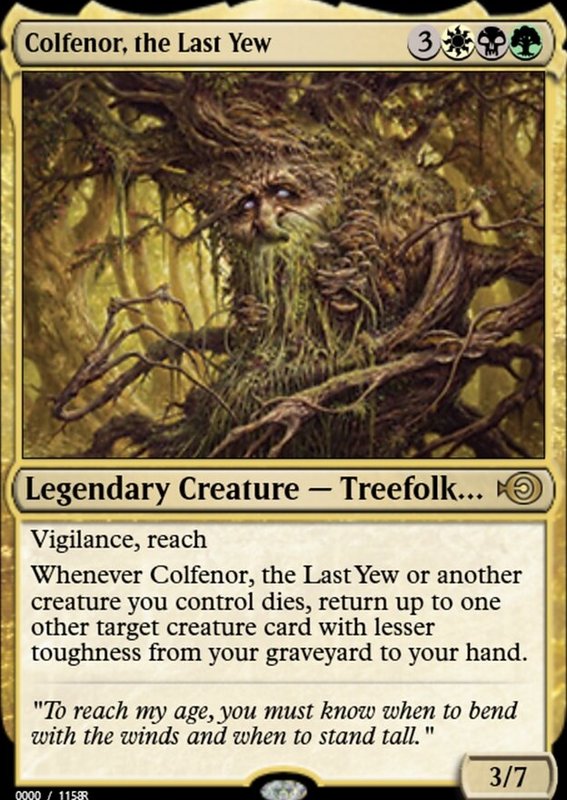 Colfenor, the Last Yew 3
Legendary Creature — Treefolk...
Vigilance, reach
Whenever Colfenor, the Last Yew or another
creature you control dies, return up to one
other target creature card with lesser
toughness from your graveyard to your hand.
"To reach my age, you must know when to bend
with the winds and when to stand tall."
3/7
0000 / 1158R